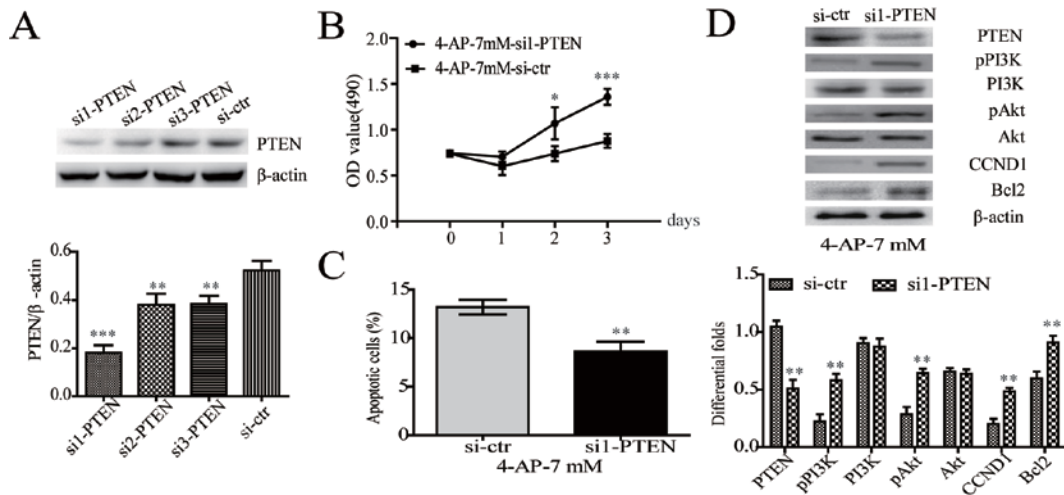 A
si1-PTEN
si2-PTEN
si3-PTEN
si-ctr
PTEN
β-actin
PTEN/β -actin
0.6
0.4
0.2
0.0
***
**
**
si1-PTEN
si2-PTEN
si3-PTEN
si-ctr
B
4-AP-7mM-si1-PTEN
4-AP-7mM-si-ctr
OD value(490)
2.0
1.5
1.0
0.5
0.0
*
***
0
1
2
3
days
C
Apoptotic cells (%)
15
10
5
0
**
si-ctr
si1-PTEN
4-AP-7 mM
D
si-ctr
si1-PTEN
PTEN
pPI3K
PI3K
pAkt
Akt
CCND1
Bcl2
β-actin
4-AP-7 mM
si-ctr
si1-PTEN
Differential folds
1.5
1.0
0.5
0.0
**
**
**
**
**
PTEN
pPI3K
PI3K
pAkt
Akt
CCND1
Bcl2